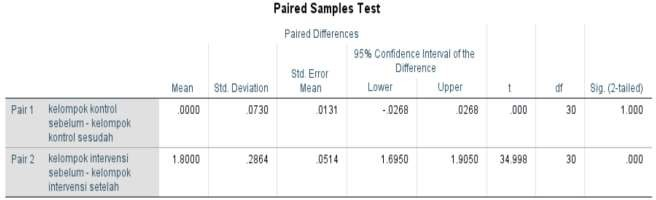 Paired Samples Test
Paired Differences
95% Confidence Interval of the
Difference
Mean Std. Deviation Std. Error
Mean Lower Upper t df Sig. (2-tailed)
Pair 1 kelompok kontrol
sebelum - kelompok
kontrol sesudah .0000 .0730 .0131 -.0268 .0268 .000 30 1.000
Pair 2 kelompok intervensi
sebelum - kelompok
intervensi setelah 1.8000 .2864 .0514 1.6950 1.9050 34.998 30 .000